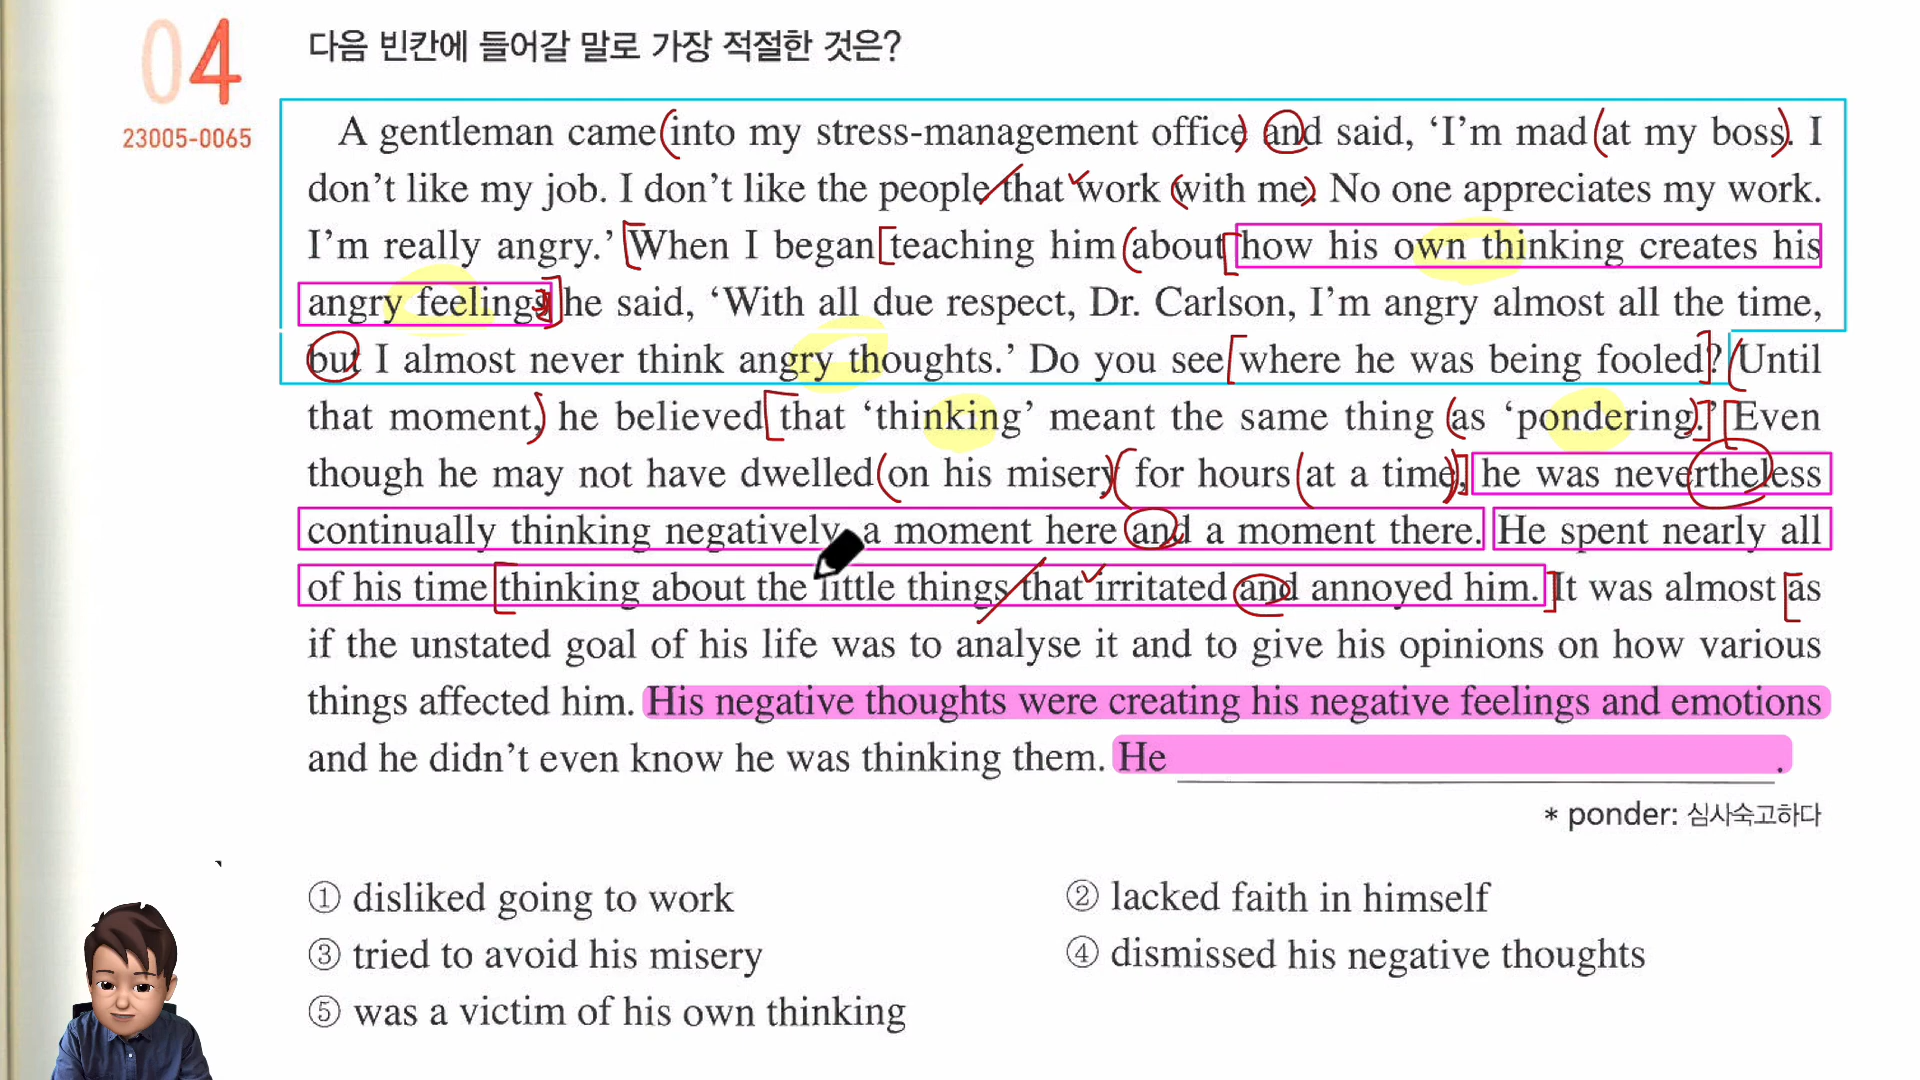 04
다음 빈칸에 들어갈 말로 가장 적절한 것은?
23005-0065
A gentleman came into my stress-management office and said, ‘I’m mad at my boss. I
don’t like my job. I don’t like the people that work with me. No one appreciates my work.
I’m really angry.’ When I began teaching him about how his own thinking creates his
angry feelings, he said, ‘With all due respect, Dr. Carlson, I’m angry almost all the time,
but I almost never think angry thoughts.’ Do you see where he was being fooled? Until
that moment, he believed that ‘thinking’ meant the same thing as ‘pondering.’ Even
though he may not have dwelled on his misery for hours at a time, he was nevertheless
continually thinking negatively, a moment here and a moment there. He spent nearly all
of his time thinking about the little things that irritated and annoyed him. It was almost as
if the unstated goal of his life was to analyse it and to give his opinions on how various
things affected him. His negative thoughts were creating his negative feelings and emotions
and he didn’t even know he was thinking them. He .
* ponder: 심사숙고하다
① disliked going to work
② lacked faith in himself
③ tried to avoid his misery
④ dismissed his negative thoughts
⑤ was a victim of his own thinking